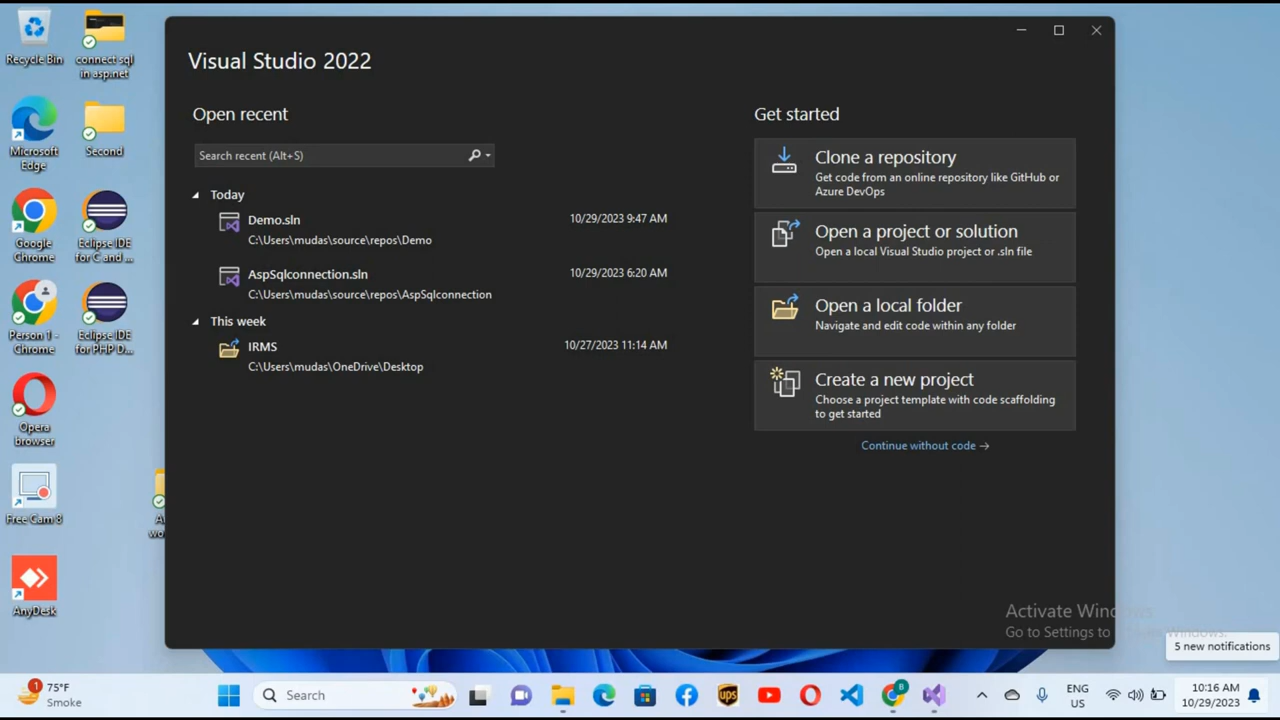 Recycle Bin
connect sql
in asp.net
Microsoft
Edge
Second
Google
Chrome
Eclipse IDE
for C and ...
Person 1 -
Chrome
Eclipse IDE
for PHP D...
Opera
browser
Free Cam 8
AnyDesk
Visual Studio 2022
Open recent
Search recent (Alt+S)
Today
Demo.sln
10/29/2023 9:47 AM
C:\Users\mudas\source\repos\Demo
AspSqlconnection.sln
10/29/2023 6:20 AM
C:\Users\mudas\source\repos\AspSqlconnection
This week
IRMS
10/27/2023 11:14 AM
C:\Users\mudas\OneDrive\Desktop
Get started
Clone a repository
Get code from an online repository like GitHub or
Azure DevOps
Open a project or solution
Open a local Visual Studio project or .sln file
Open a local folder
Navigate and edit code within any folder
Create a new project
Choose a project template with code scaffolding
to get started
Continue without code →
Activate Windows
Go to Settings to
Windows.
5 new notifications
1
75°F
Smoke
Search
UPS
B
ENG
US
10:16 AM
10/29/2023